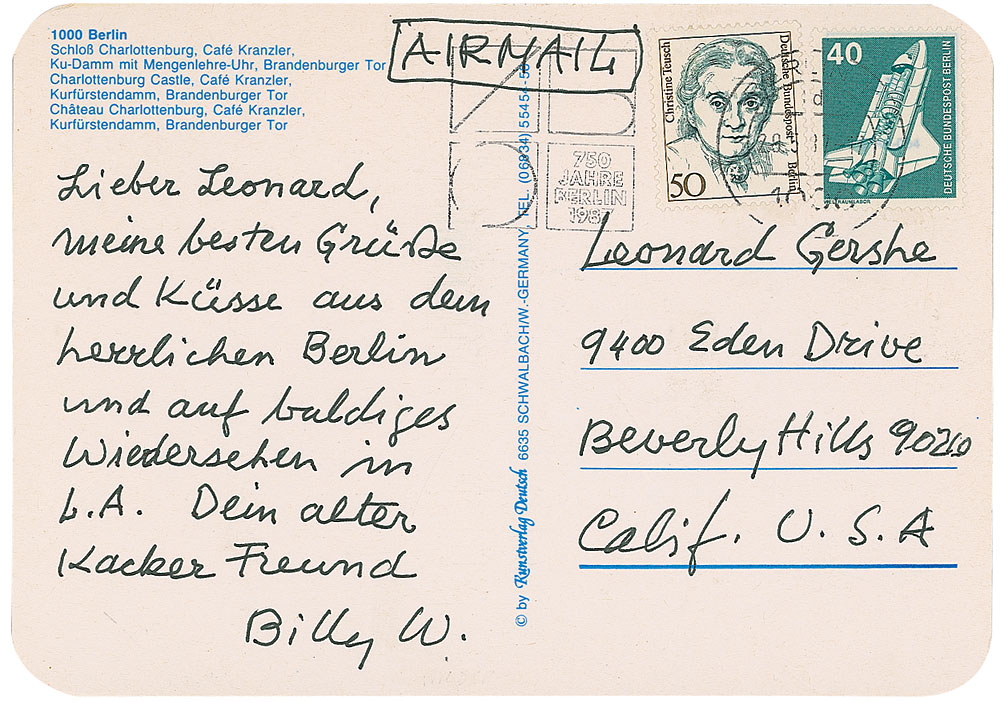 1000 Berlin
Schloß Charlottenburg, Café Kranzler,
Ku-Damm mit Mengenlehre-Uhr, Brandenburger Tor
Charlottenburg Castle, Café Kranzler,
Kurfürstendamm, Brandenburger Tor
Château Charlottenburg, Café Kranzler,
Kurfürstendamm, Brandenburger Tor
AIRMAIL
Lieber Leonard,
meine besten Grüße
und Küsse aus dem
herrlichen Berlin
und auf baldiges
Wiedersehen in
L.A. Dein alter
Kacker Freund
Billy W.
© by Kunstverlag Deutsch 6635 SCHWALBACH/W.-GERMANY, TEL. (06834) 55454-56
750
JAHRE
BERLIN
1987
Christine Teusch
Deutsche Bundespost Berlin
50
40
DEUTSCHE BUNDESPOST BERLIN
WELTRAUMLABOR
Leonard Gershe
9400 Eden Drive
Beverly Hills 90210
Calif. U.S.A